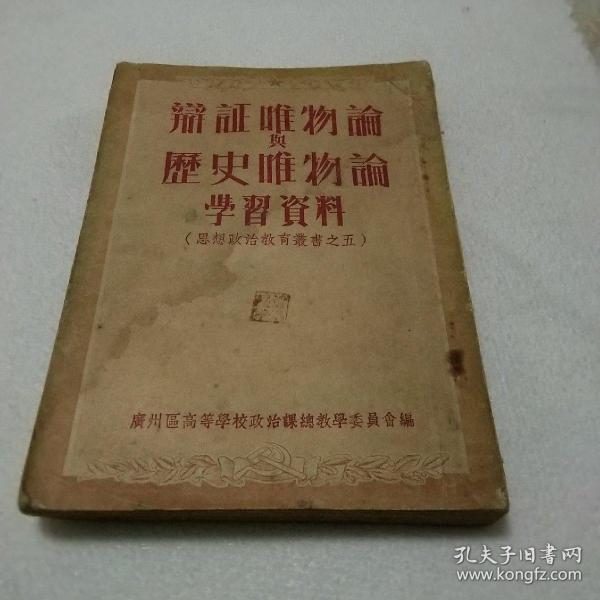 辯証唯物論
與
歷史唯物論
學習資料
（思想政治教育叢書之五）
廣州區高等學校政治課總教學委員會編
孔夫子旧書网
www.kongfz.com